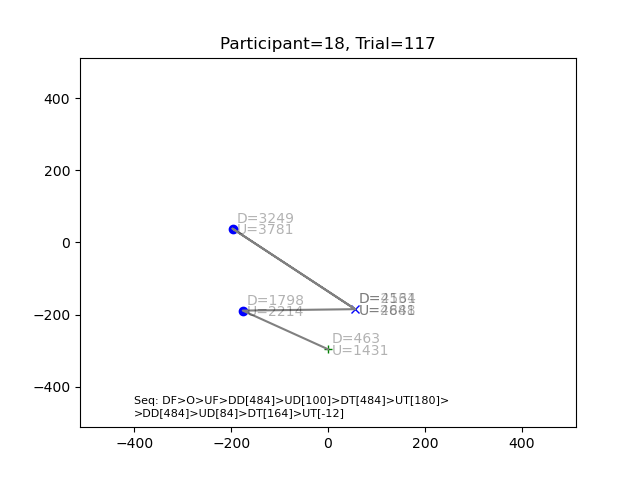 Participant=18, Trial=117
400
200
0
−200
−400
D=3249
U=3781
D=1798
U=2214
D=463
U=1431
Seq: DF>O>UF>DD[484]>UD[100]>DT[484]>UT[180]>
>DD[484]>UD[84]>DT[164]>UT[-12]
−400
−200
0
200
400